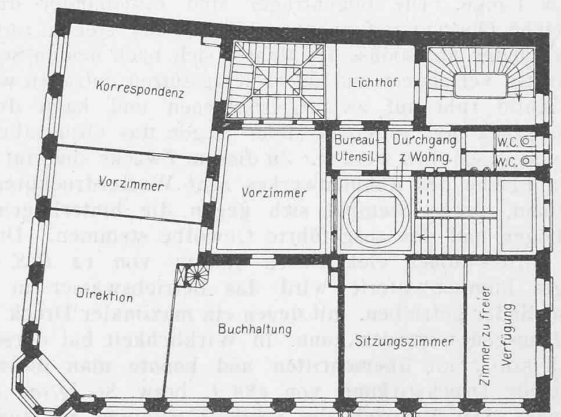 Korrespondenz
Lichthof
Bureau-
Utensil.
Durchgang
z Wohng.
W.C.
W.C.
Vorzimmer
Vorzimmer
Direktion
Buchhaltung
Sitzungszimmer
Zimmer zu freier
Verfügung